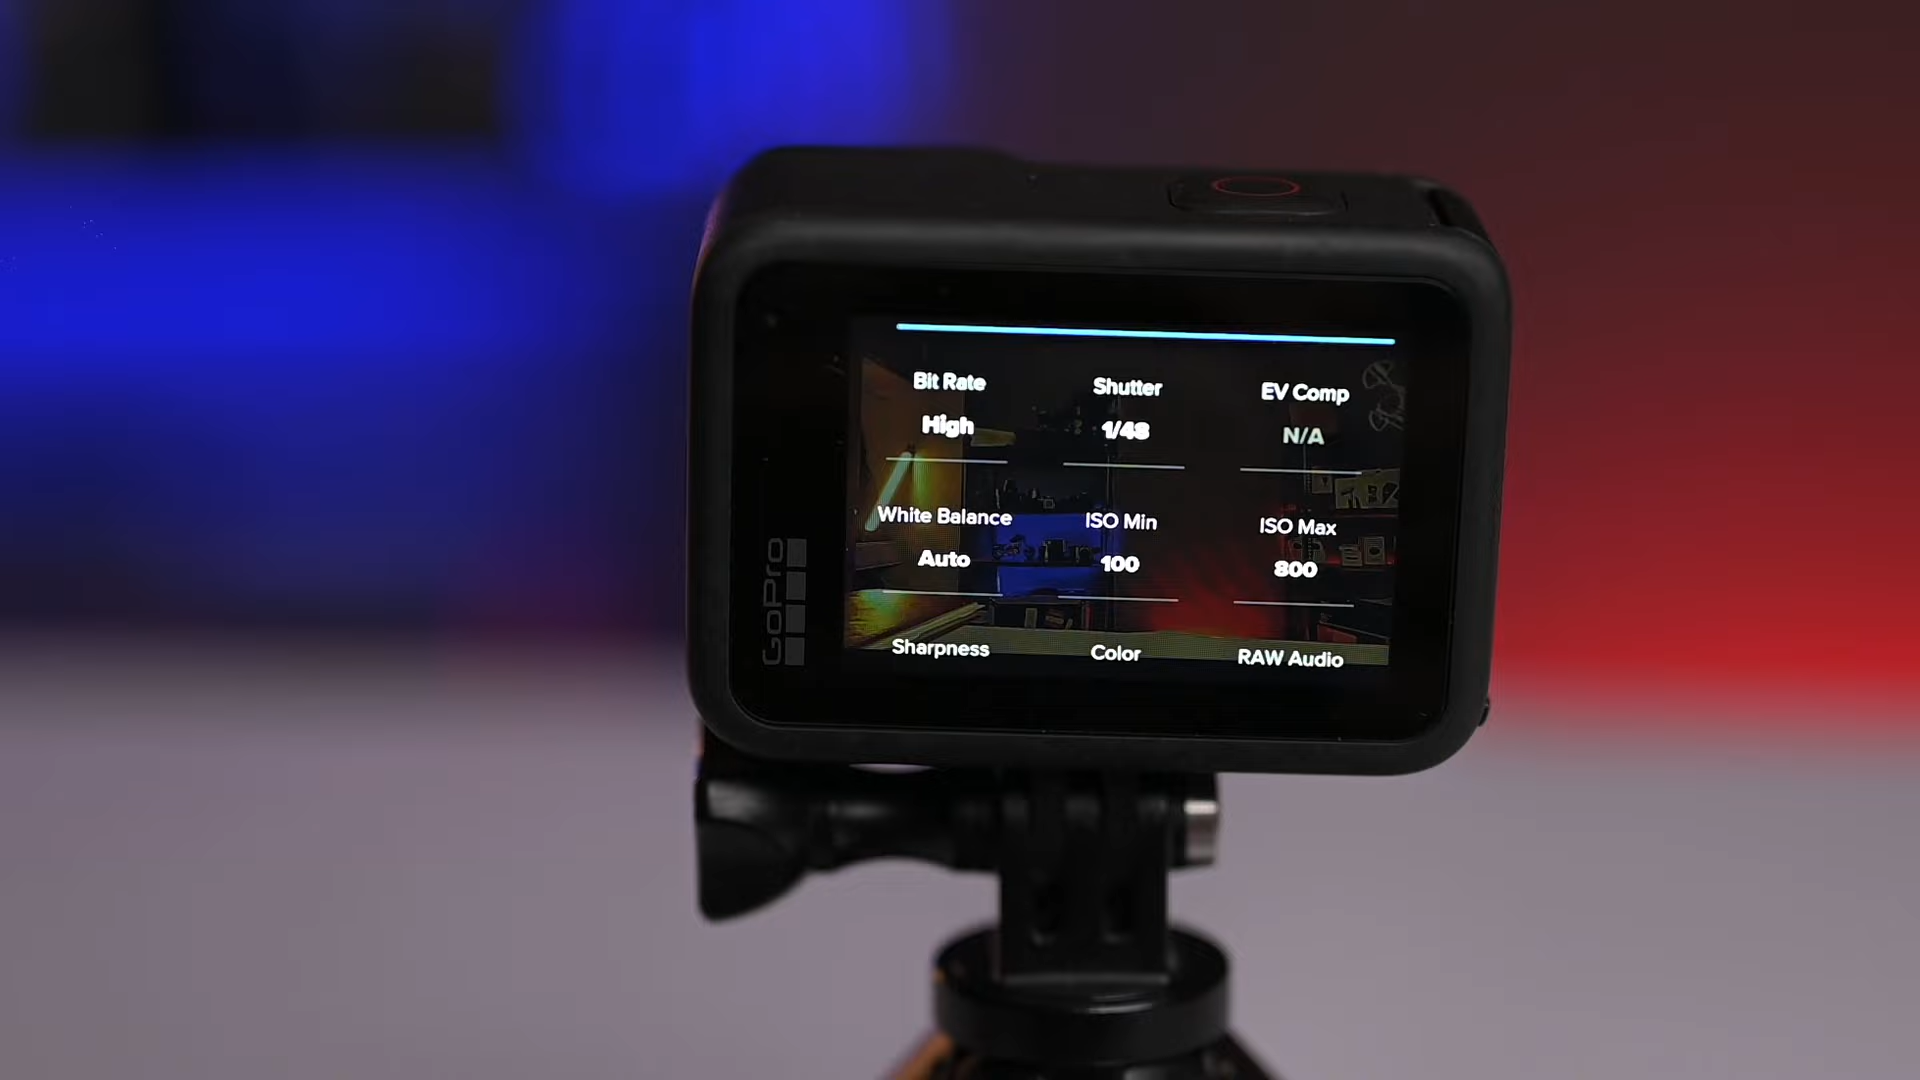 Bit Rate Shutter EV Comp
High 1/48 N/A
White Balance ISO Min ISO Max
Auto 100 800
Sharpness Color RAW Audio
GoPro